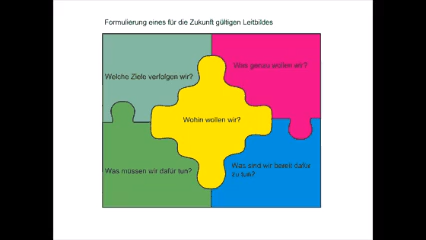 Formulierung eines für die Zukunft gültigen Leitbildes
Was genau wollen wir?
Welche Ziele verfolgen wir?
Wohin wollen wir?
Was müssen wir dafür tun?
Was sind wir bereit dafür
zu tun?